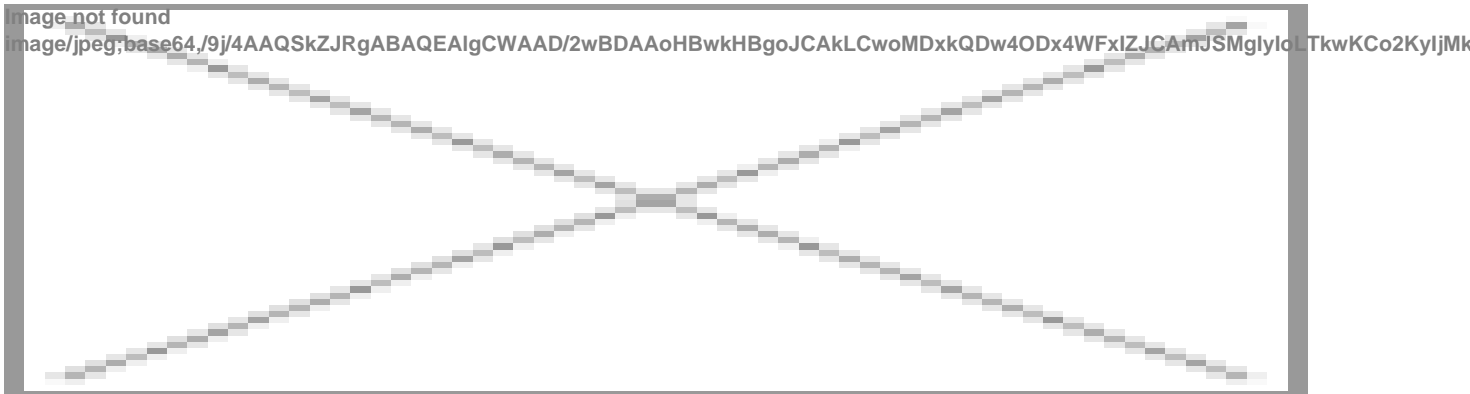 Image not found
image/jpeg;base64,/9j/4AAQSkZJRgABAQEAlgCWAAD/2wBDAAoHBwkHBgoJCAkLCwoMDxkQDw4ODx4WFxIZJCAmJSMgIyIoLTkwKCo2KyIjMk